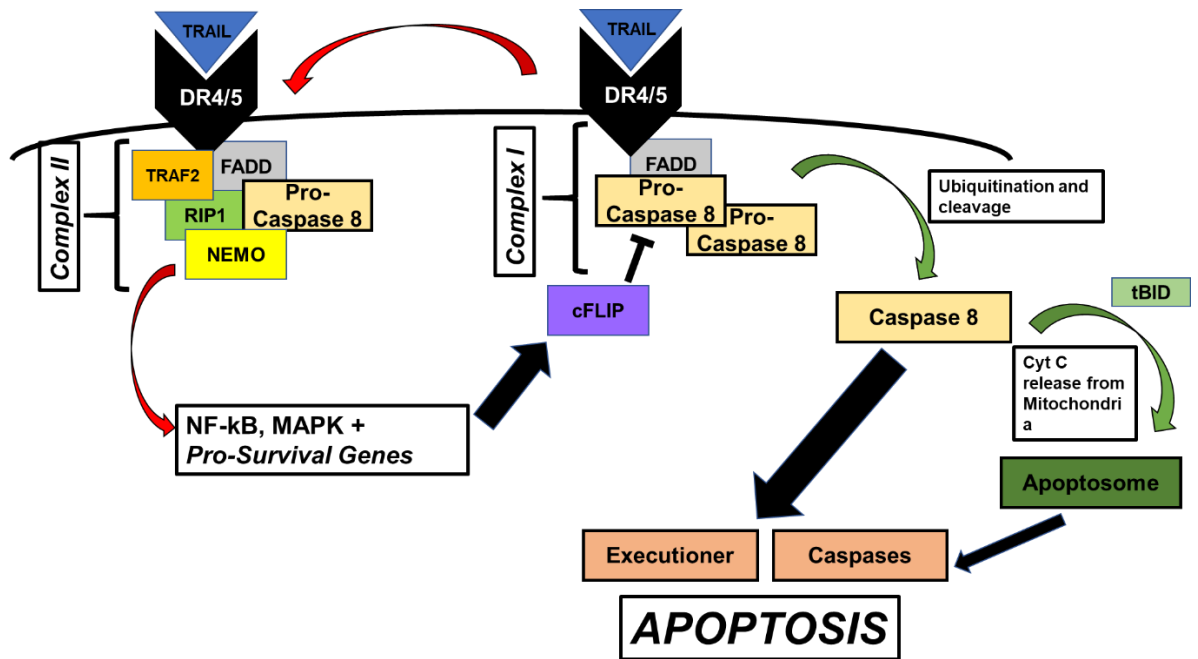 TRAIL
TRAIL
DR4/5
DR4/5
Complex II
TRAF2
FADD
Pro-
Caspase 8
RIP1
NEMO
Complex I
FADD
Pro-
Caspase 8
Pro-
Caspase 8
Ubiquitination and
cleavage
cFLIP
Caspase 8
tBID
Cyt C
release from
Mitochondri
a
NF-kB, MAPK +
Pro-Survival Genes
Apoptosome
Executioner
Caspases
APOPTOSIS